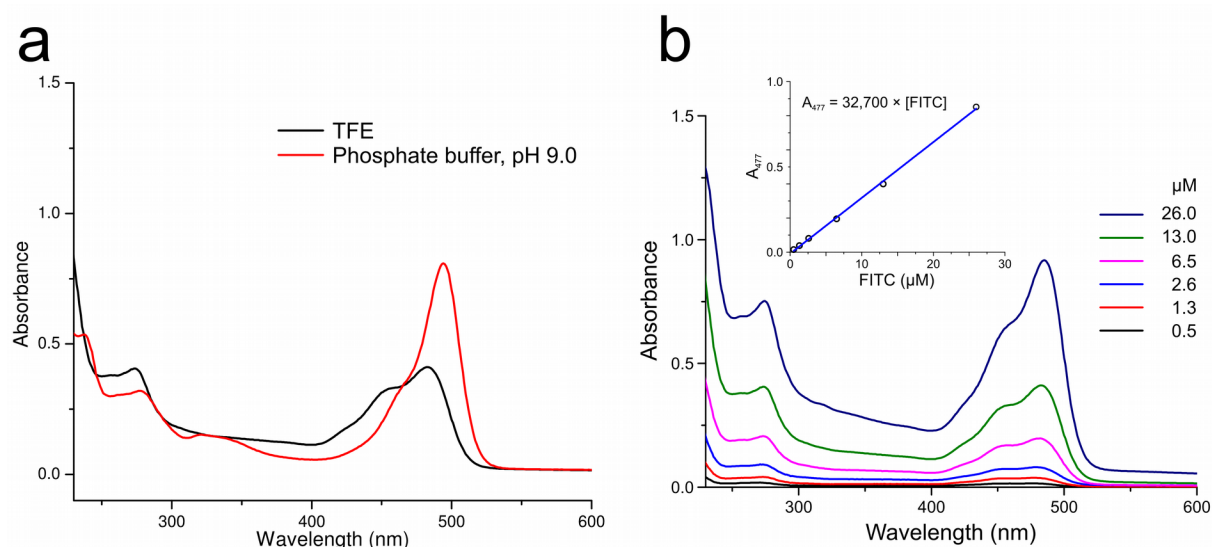 a
1.5
1.0
0.5
0.0
Absorbance
300
400
500
600
Wavelength (nm)
TFE
Phosphate buffer, pH 9.0
b
1.5
1.0
0.5
0.0
Absorbance
300
400
500
600
Wavelength (nm)
1.0
0.5
0.0
A₄₇₇
0
10
20
30
FITC (µM)
A₄₇₇ = 32,700 × [FITC]
µM
26.0
13.0
6.5
2.6
1.3
0.5